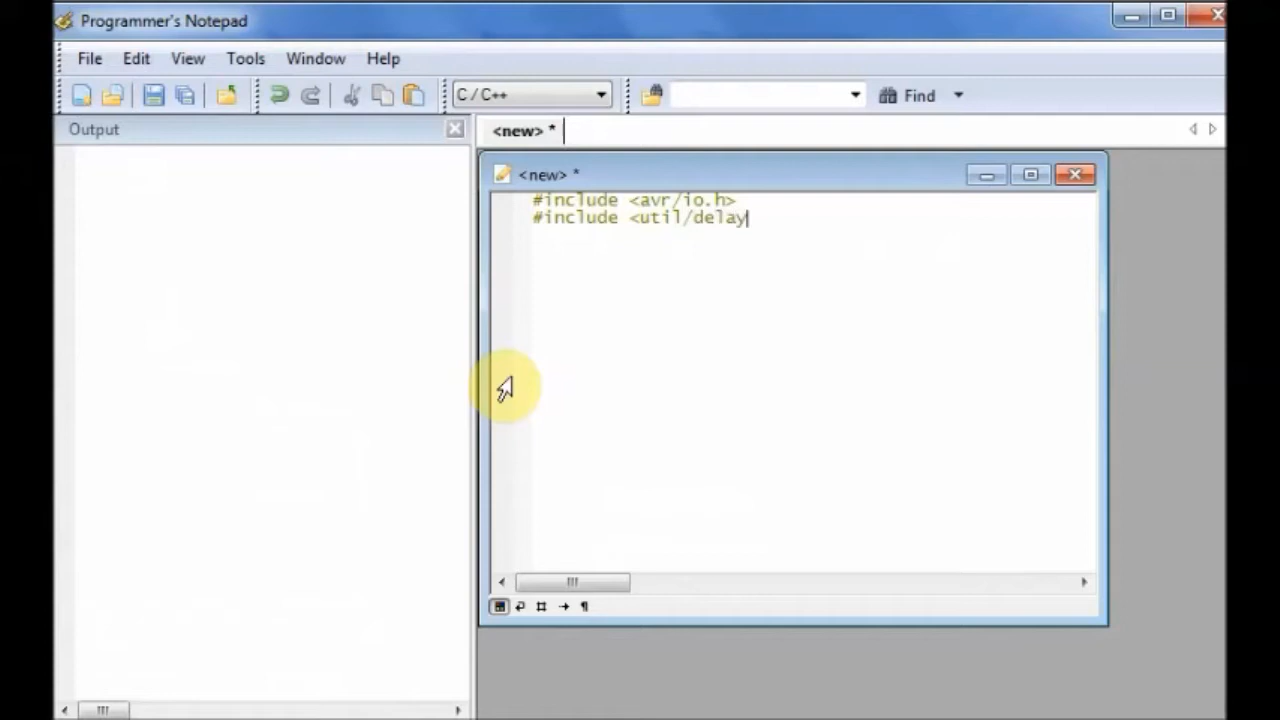 Programmer's Notepad
File Edit View Tools Window Help
C / C++ Find
Output
<new> *
<new> *
#include <avr/io.h>
#include <util/delay